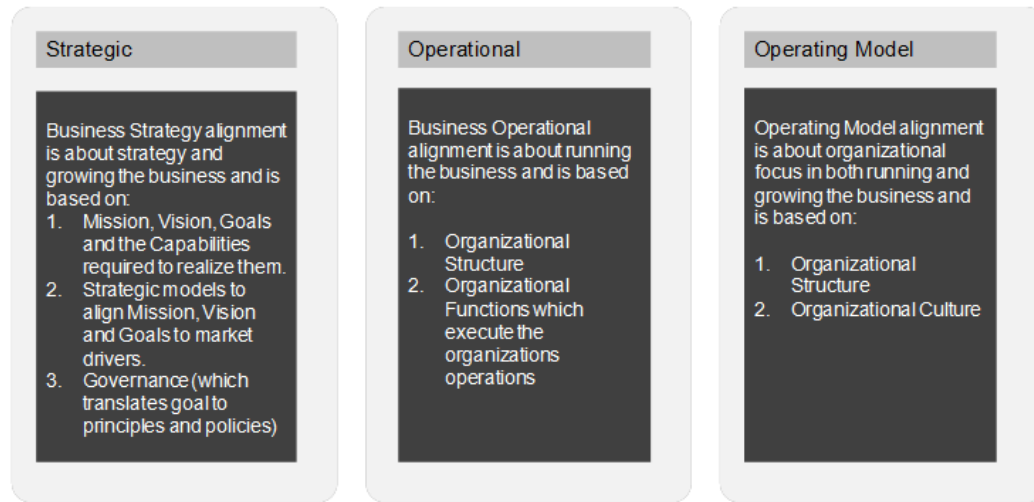 Strategic
Business Strategy alignment
is about strategy and
growing the business and is
based on:
1. Mission, Vision, Goals
and the Capabilities
required to realize them.
2. Strategic models to
align Mission, Vision
and Goals to market
drivers.
3. Governance (which
translates goal to
principles and policies)
Operational
Business Operational
alignment is about running
the business and is based
on:
1. Organizational
Structure
2. Organizational
Functions which
execute the
organizations
operations
Operating Model
Operating Model alignment
is about organizational
focus in both running and
growing the business and
is based on:
1. Organizational
Structure
2. Organizational Culture